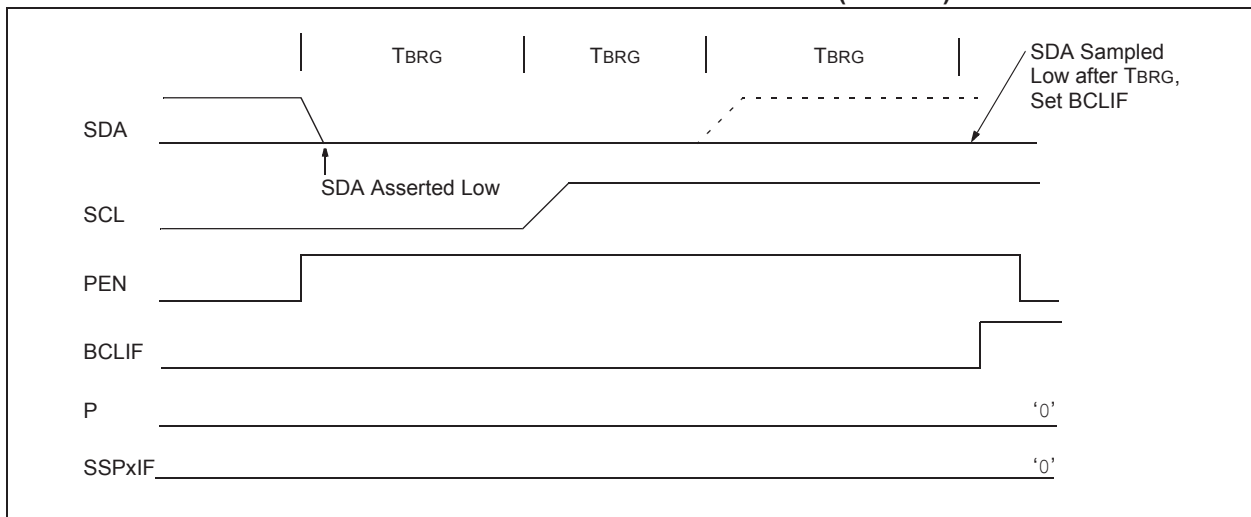 TBRG TBRG TBRG
SDA Sampled
Low after TBRG,
Set BCLIF
SDA
SDA Asserted Low
SCL
PEN
BCLIF
P ‘0’
SSPxIF ‘0’